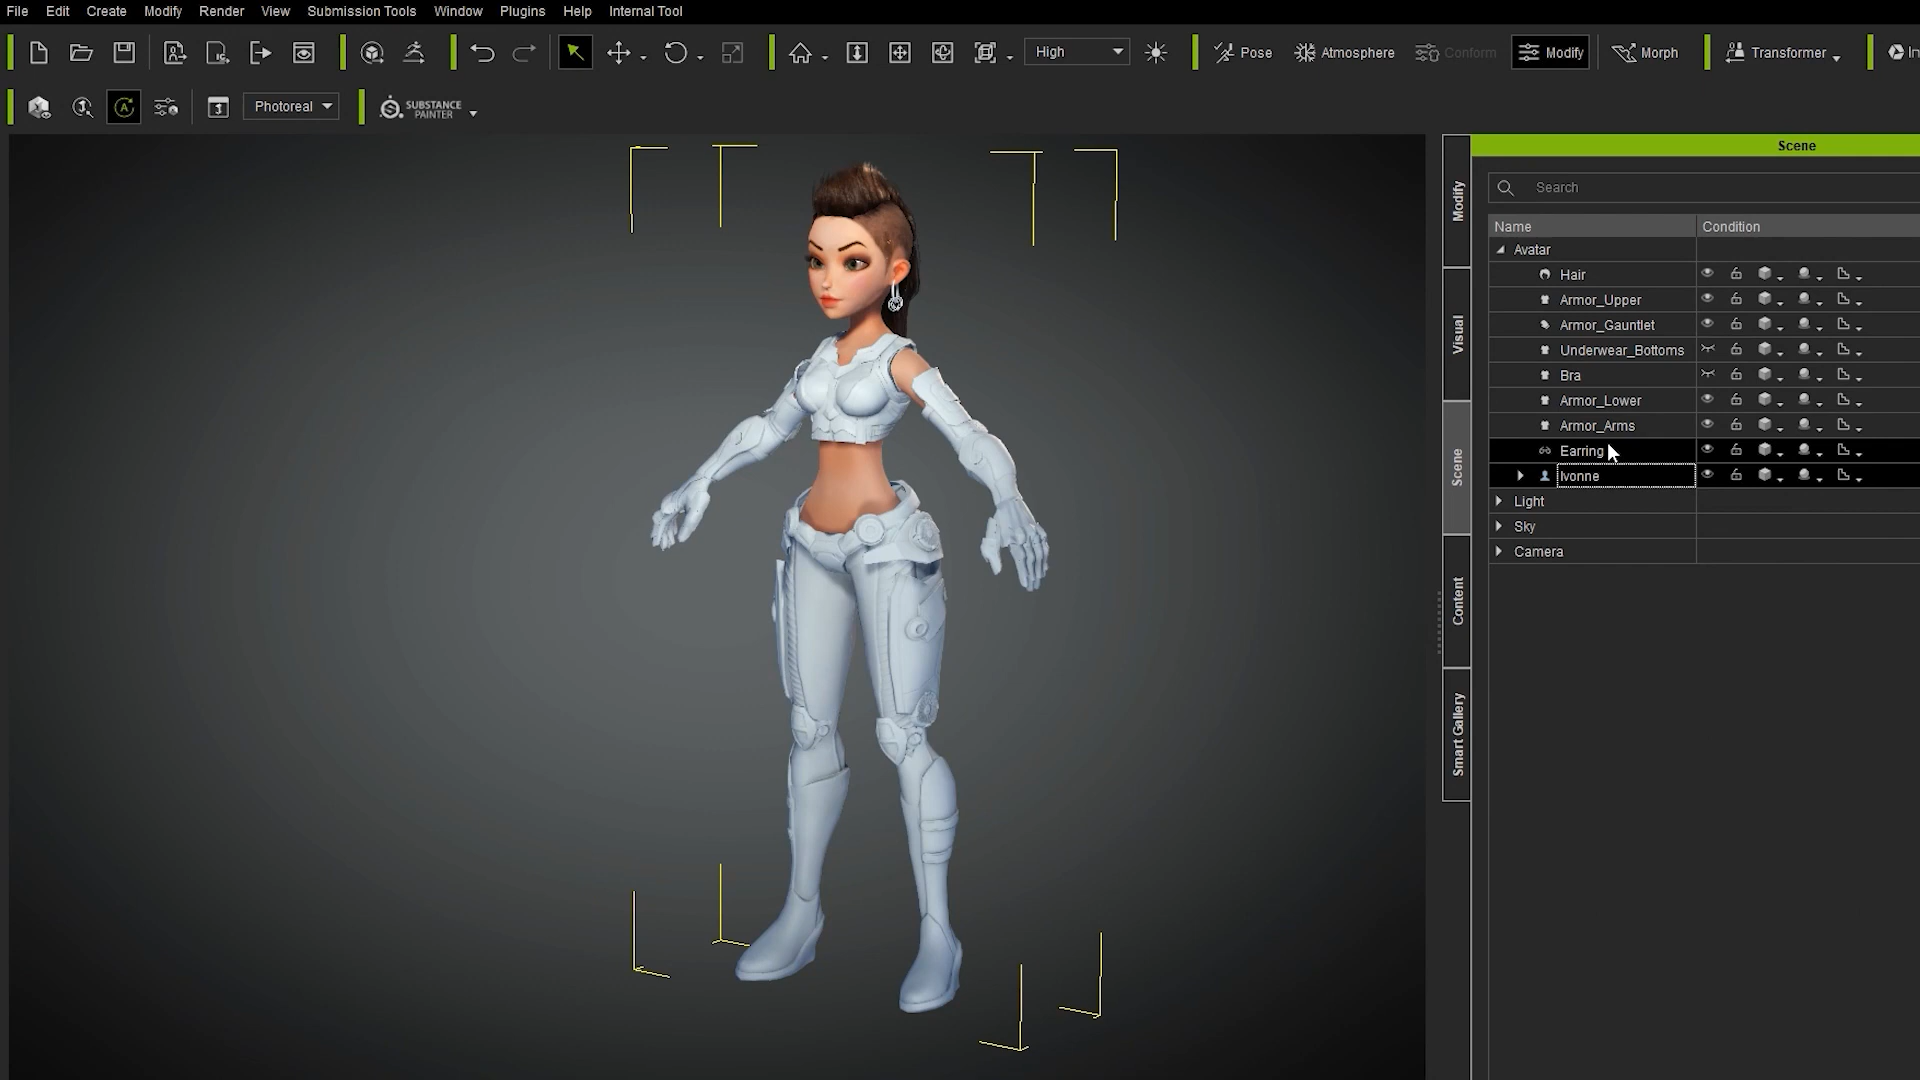 File Edit Create Modify Render View Submission Tools Window Plugins Help Internal Tool
High Pose Atmosphere Conform Modify Morph Transformer
Photoreal SUBSTANCE PAINTER
Modify
Visual
Scene
Content
Smart Gallery
Scene
Search
Name Condition
Avatar
Hair
Armor_Upper
Armor_Gauntlet
Underwear_Bottoms
Bra
Armor_Lower
Armor_Arms
Earring
Ivonne
Light
Sky
Camera